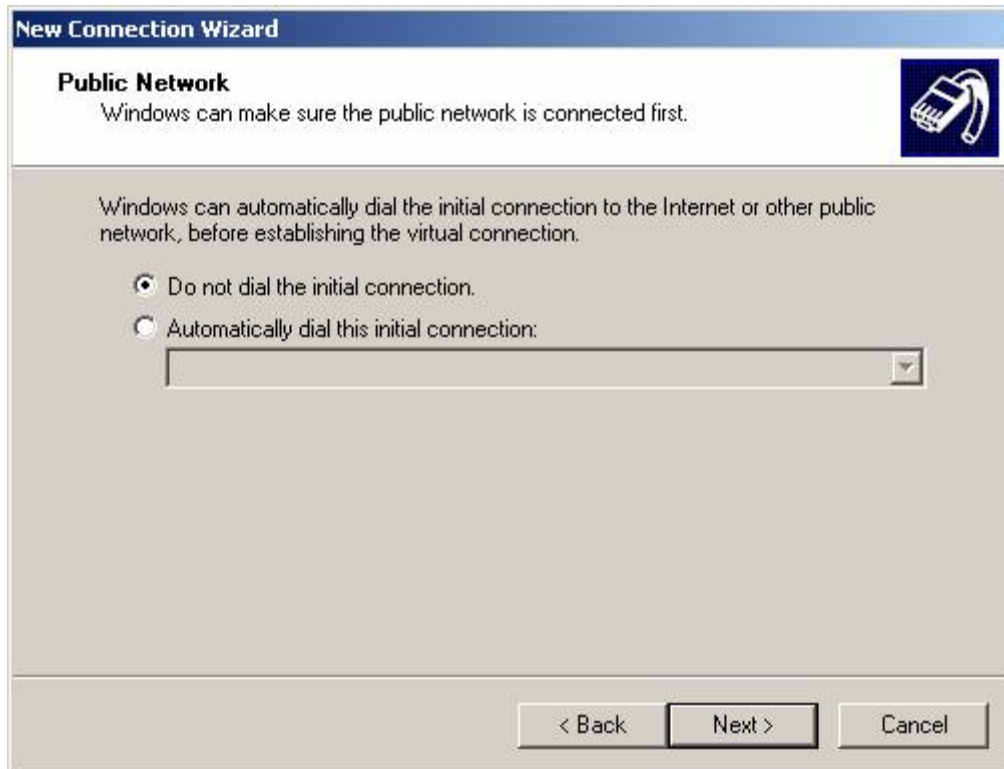 New Connection Wizard
Public Network
Windows can make sure the public network is connected first.
Windows can automatically dial the initial connection to the Internet or other public
network, before establishing the virtual connection.
Do not dial the initial connection.
Automatically dial this initial connection:
< Back
Next >
Cancel